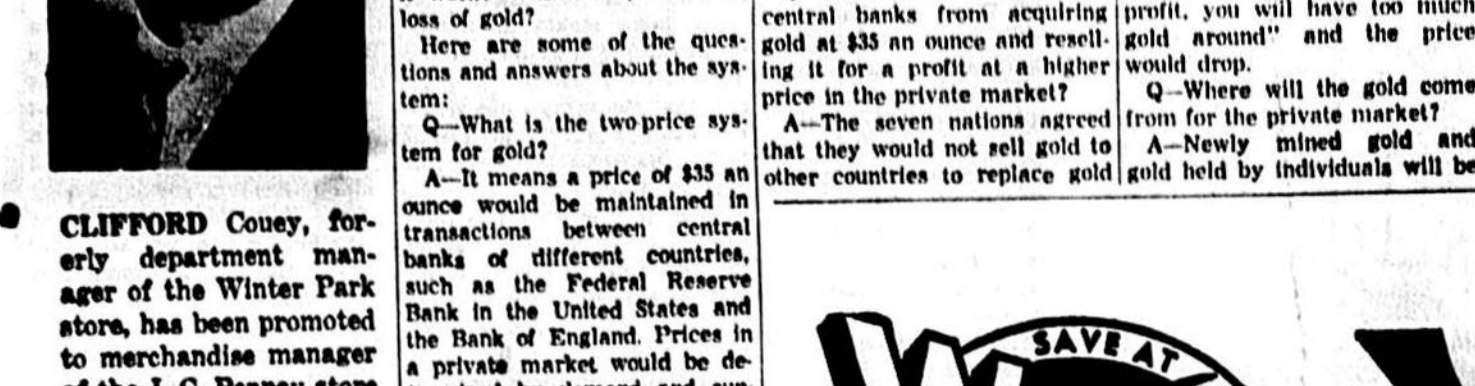 CLIFFORD Couey, for-
erly department man-
ager of the Winter Park
store, has been promoted
to merchandise manager
of the J. C. Penney store
loss of gold?
Here are some of the ques-
tions and answers about the sys-
tem:
Q—What is the two-price sys-
tem for gold?
A—It means a price of $35 an
ounce would be maintained in
transactions between central
banks of different countries,
such as the Federal Reserve
Bank in the United States and
the Bank of England. Prices in
a private market would be de-
demand and sup-
central banks from acquiring
gold at $35 an ounce and resell-
ing it for a profit at a higher
price in the private market?
A—The seven nations agreed
that they would not sell gold to
other countries to replace gold
profit, you will have too much
gold around" and the price
would drop.
Q—Where will the gold come
from for the private market?
A—Newly mined gold and
gold held by individuals will be
SAVE AT